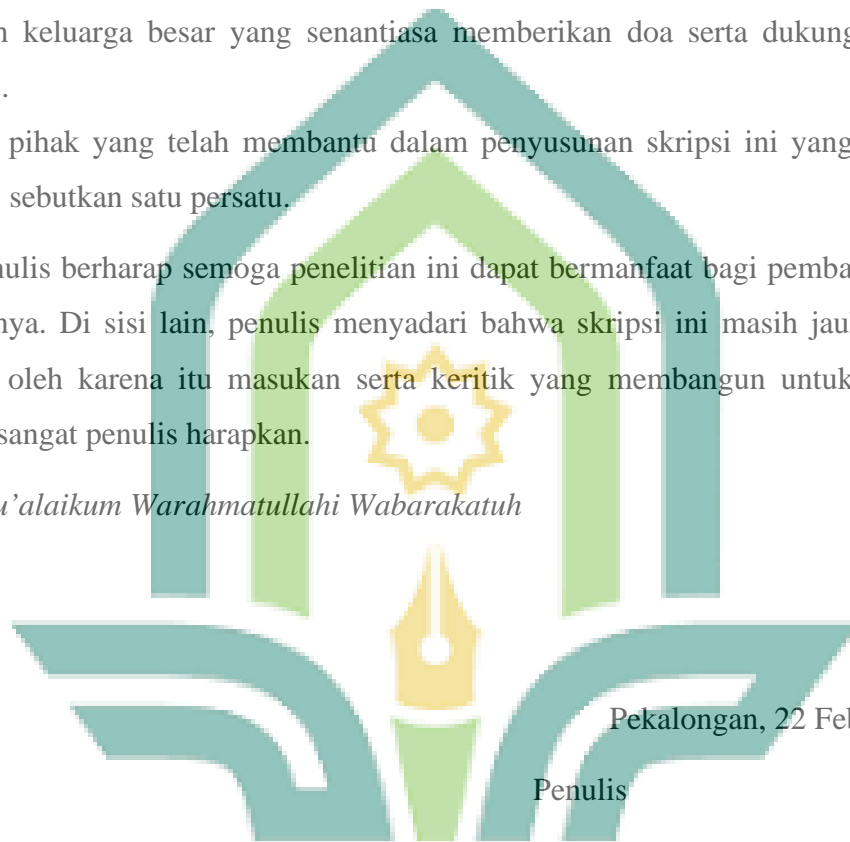 n keluarga besar yang senantiasa memberikan doa serta dukung
.
pihak yang telah membantu dalam penyusunan skripsi ini yang
sebutkan satu persatu.
nulis berharap semoga penelitian ini dapat bermanfaat bagi pemba
nya. Di sisi lain, penulis menyadari bahwa skripsi ini masih jau
oleh karena itu masukan serta keritik yang membangun untuk
sangat penulis harapkan.
u’alaikum Warahmatullahi Wabarakatuh
Pekalongan, 22 Feb
Penulis